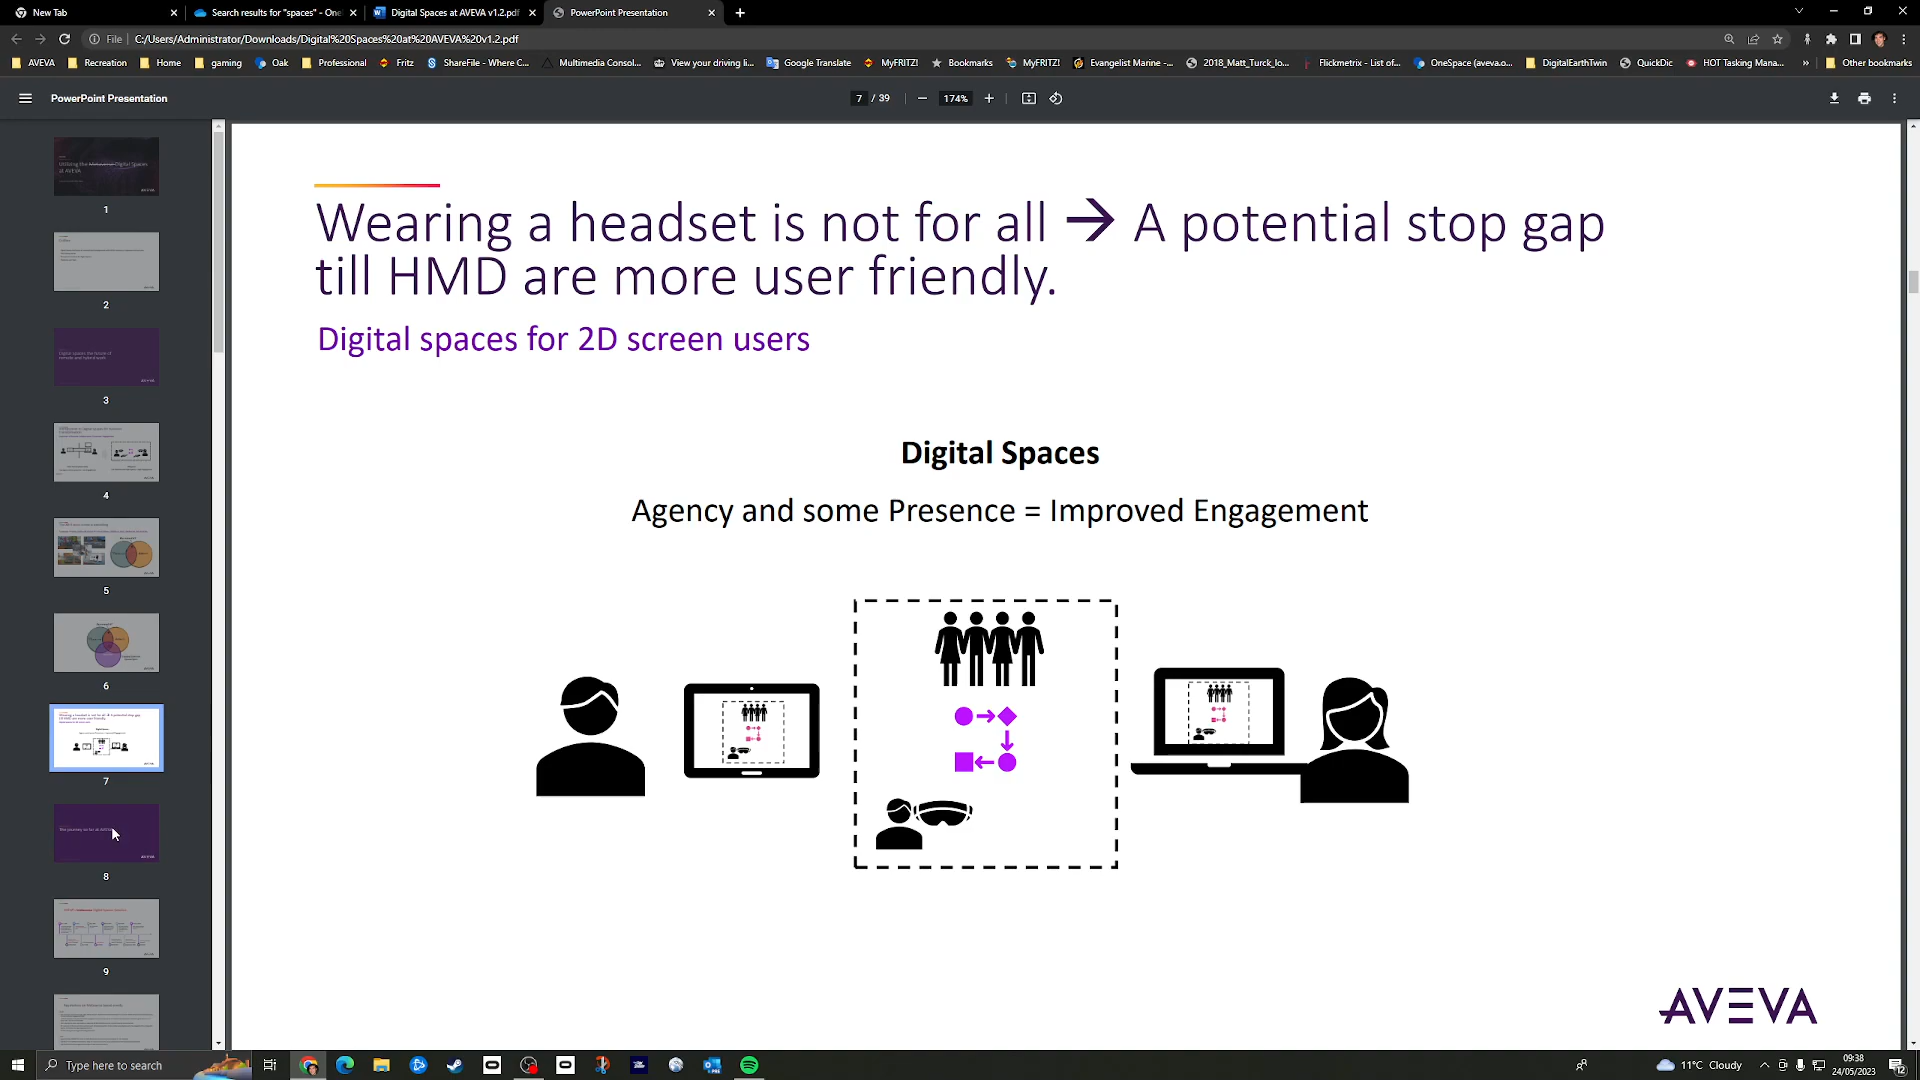 New Tab
Search results for "spaces" - One
Digital Spaces at AVEVA v1.2.pdf
PowerPoint Presentation
File
C:/Users/Administrator/Downloads/Digital%20Spaces%20at%20AVEVA%20v1.2.pdf
AVEVA
Recreation
Home
gaming
Oak
Professional
Fritz
ShareFile - Where C...
Multimedia Consol...
View your driving li...
Google Translate
MyFRITZ!
Bookmarks
MyFRITZ!
Evangelist Marine -...
2018_Matt_Turck_lo...
Flickmetrix - List of...
OneSpace (aveva.o...
DigitalEarthTwin
QuickDic
HOT Tasking Mana...
»
Other bookmarks
PowerPoint Presentation
7 / 39
174%
1
2
3
4
5
6
7
8
9
Wearing a headset is not for all → A potential stop gap
till HMD are more user friendly.
Digital spaces for 2D screen users
Digital Spaces
Agency and some Presence = Improved Engagement
AVEVA
Type here to search
11°C Cloudy
09:38
24/05/2023
12